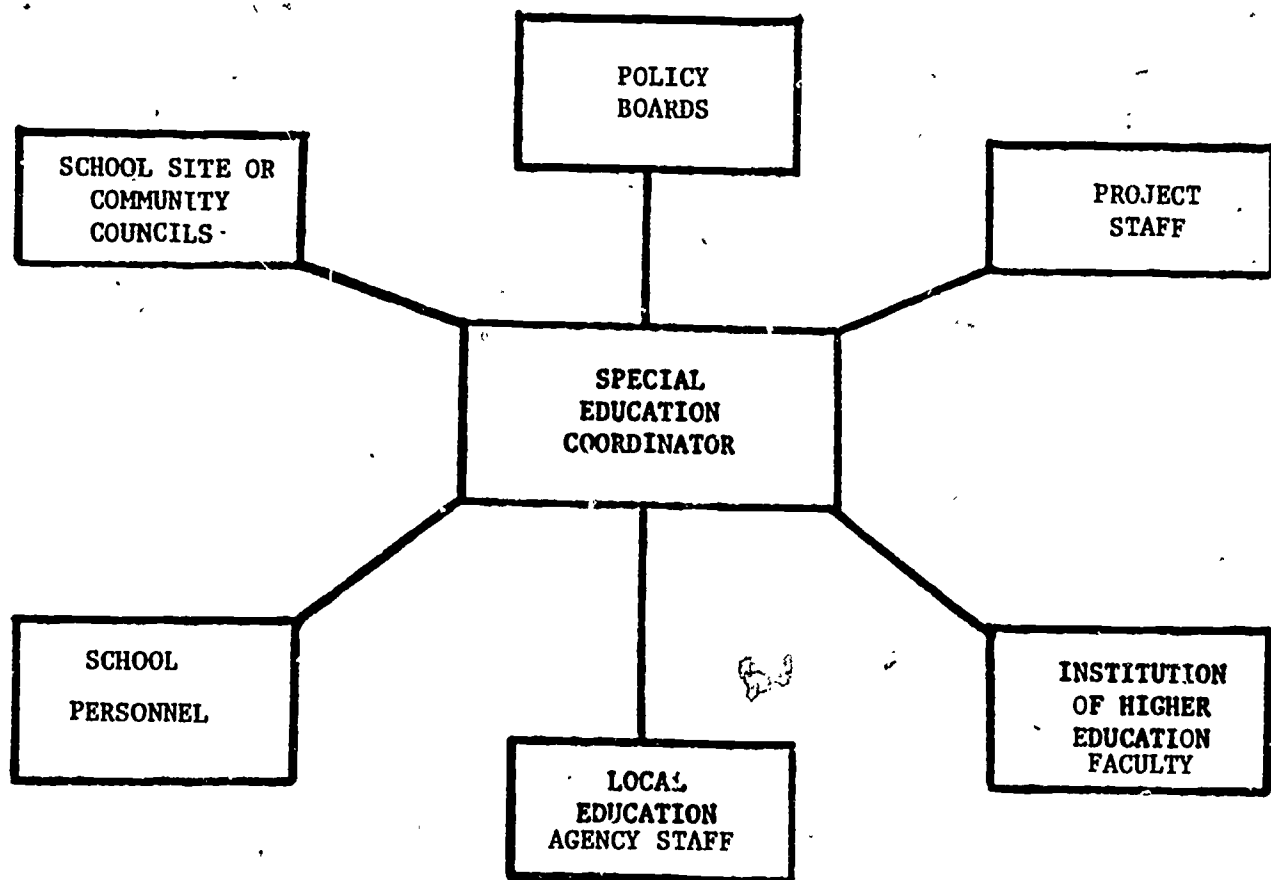 POLICY
BOARDS
SCHOOL SITE OR
COMMUNITY
COUNCILS
PROJECT
STAFF
SPECIAL
EDUCATION
COORDINATOR
SCHOOL
PERSONNEL
LOCAL
EDUCATION
AGENCY STAFF
INSTITUTION
OF HIGHER
EDUCATION
FACULTY